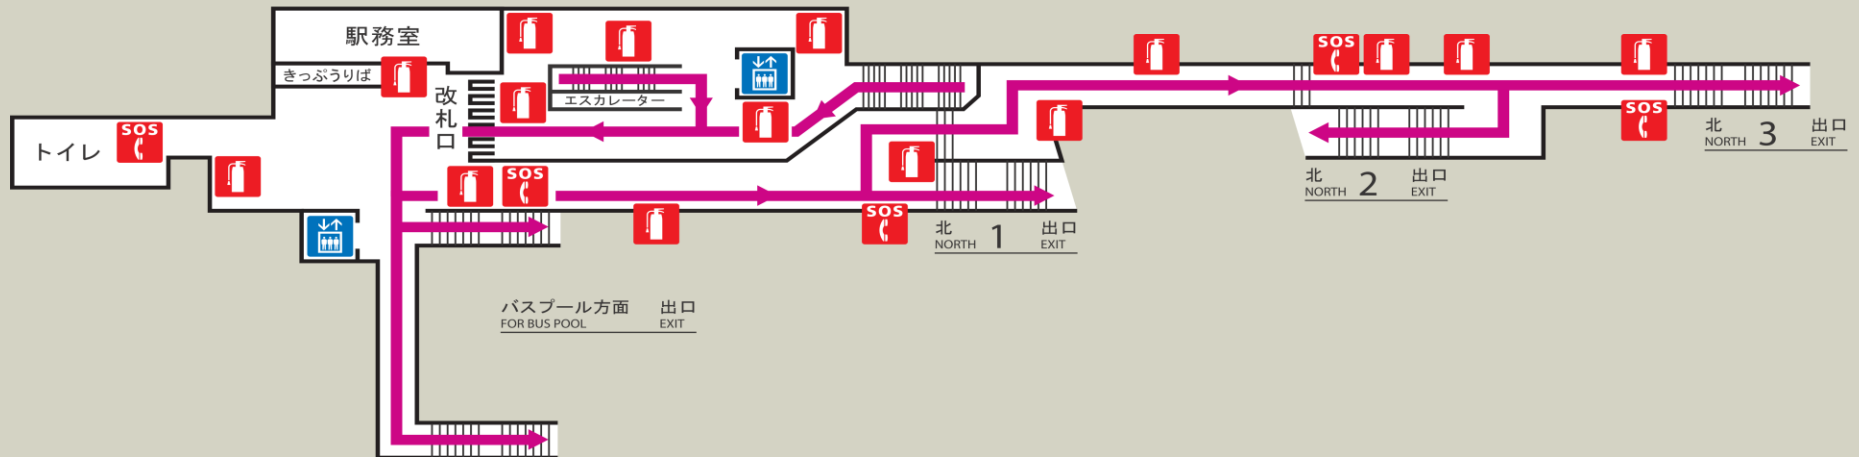 駅務室
きっぷうりば
改札口
エスカレーター
トイレ
SOS
SOS
SOS
SOS
SOS
北 出口
NORTH 1 EXIT
北 出口
NORTH 2 EXIT
北 出口
NORTH 3 EXIT
バスプール方面 出口
FOR BUS POOL EXIT